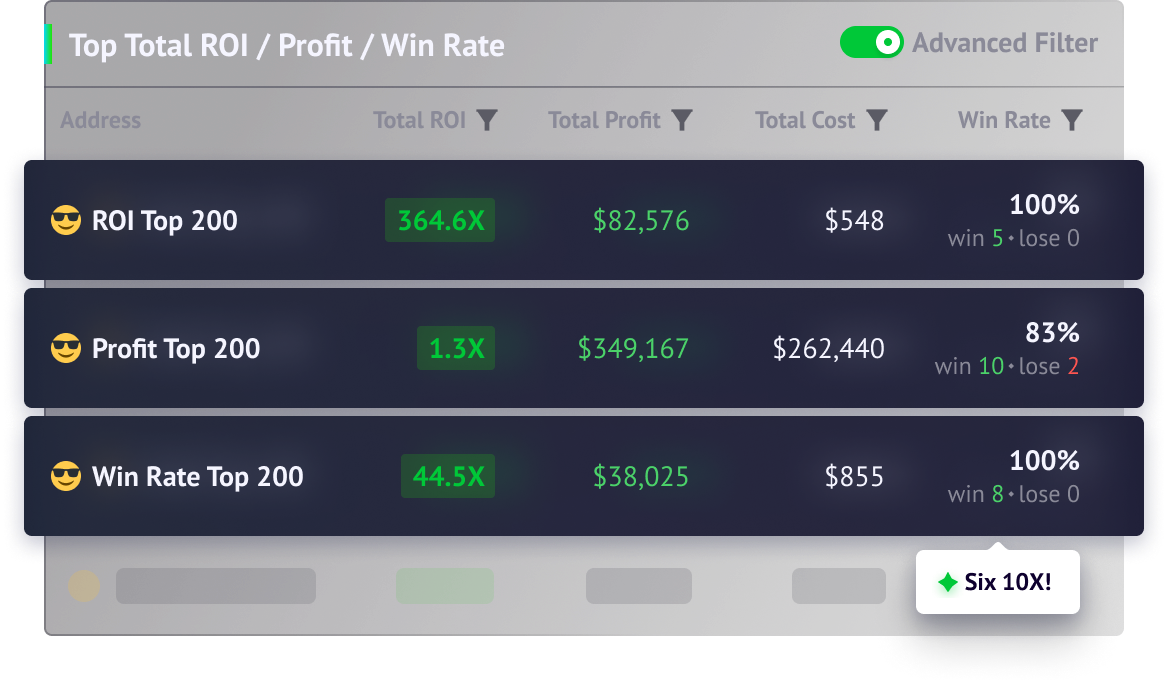 Top Total ROI / Profit / Win Rate
Advanced Filter
Address Total ROI Total Profit Total Cost Win Rate
ROI Top 200 364.6X $82,576 $548 100%
win 5 · lose 0
Profit Top 200 1.3X $349,167 $262,440 83%
win 10 · lose 2
Win Rate Top 200 44.5X $38,025 $855 100%
win 8 · lose 0
Six 10X!